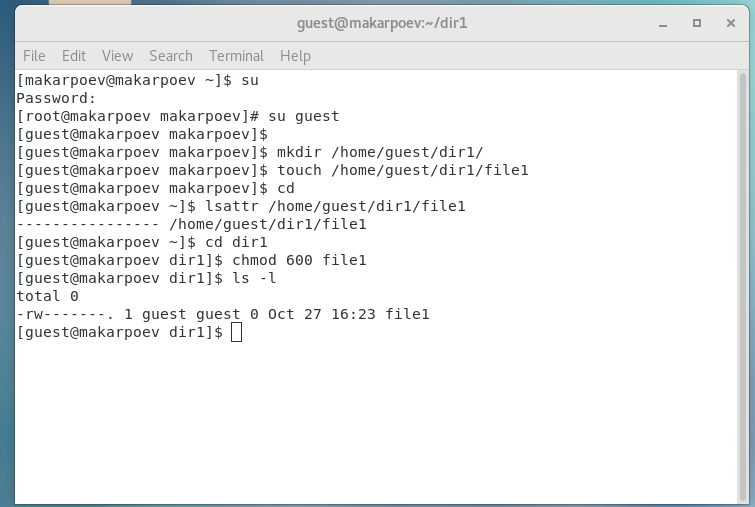 guest@makarpoev:~/dir1
File Edit View Search Terminal Help
[makarpoev@makarpoev ~]$ su
Password:
[root@makarpoev makarpoev]# su guest
[guest@makarpoev makarpoev]$
[guest@makarpoev makarpoev]$ mkdir /home/guest/dir1/
[guest@makarpoev makarpoev]$ touch /home/guest/dir1/file1
[guest@makarpoev makarpoev]$ cd
[guest@makarpoev ~]$ lsattr /home/guest/dir1/file1
---------------- /home/guest/dir1/file1
[guest@makarpoev ~]$ cd dir1
[guest@makarpoev dir1]$ chmod 600 file1
[guest@makarpoev dir1]$ ls -l
total 0
-rw-------. 1 guest guest 0 Oct 27 16:23 file1
[guest@makarpoev dir1]$